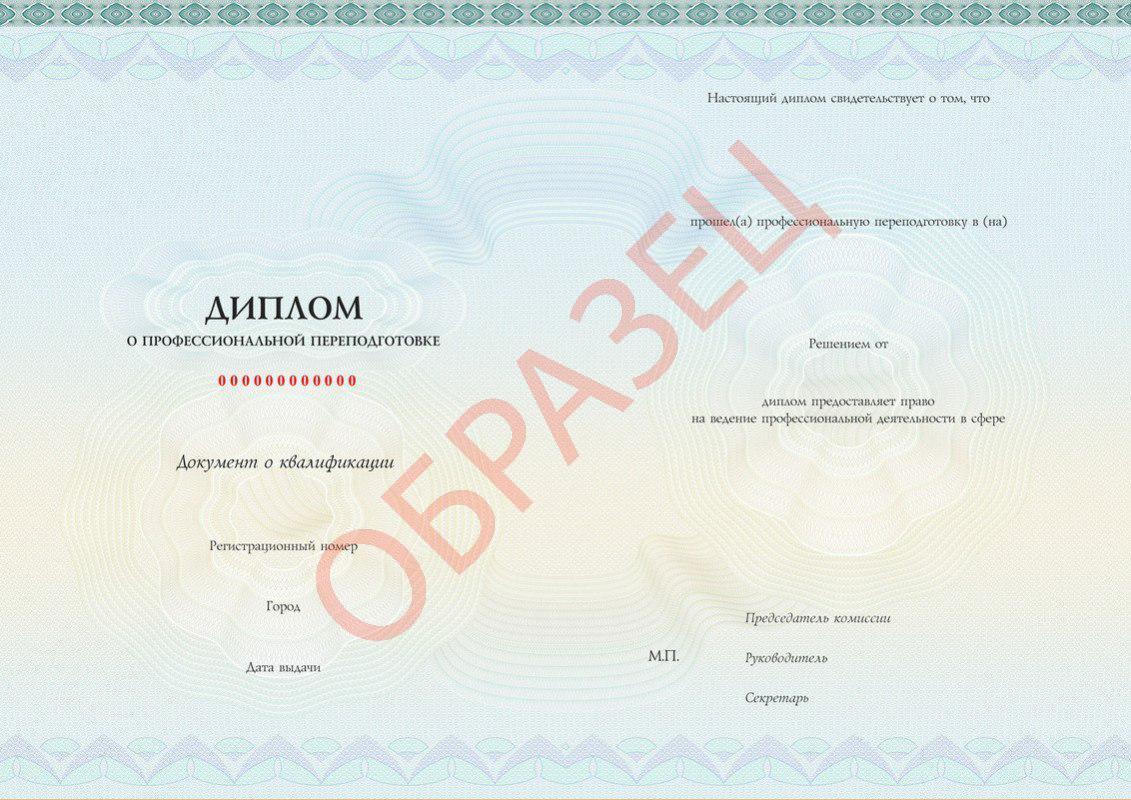 ДИПЛОМ
О ПРОФЕССИОНАЛЬНОЙ ПЕРЕПОДГОТОВКЕ
000000000000
Документ о квалификации
Регистрационный номер
Город
Дата выдачи
Настоящий диплом свидетельствует о том, что
прошел(а) профессиональную переподготовку в (на)
Решением от
диплом предоставляет право
на ведение профессиональной деятельности в сфере
М.П.
Председатель комиссии
Руководитель
Секретарь
ОБРАЗЕЦ